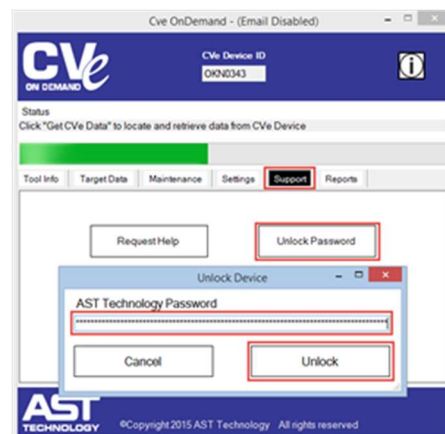 Cve OnDemand - (Email Disabled)
CVe
ON DEMAND
CVe Device ID
OKN0343
Status
Click "Get CVe Data" to locate and retrieve data from CVe Device
Tool Info Target Data Maintenance Settings Support Reports
Request Help Unlock Password
Unlock Device
AST Technology Password
Cancel Unlock
AST
TECHNOLOGY
©Copyright 2015 AST Technology All rights reserved